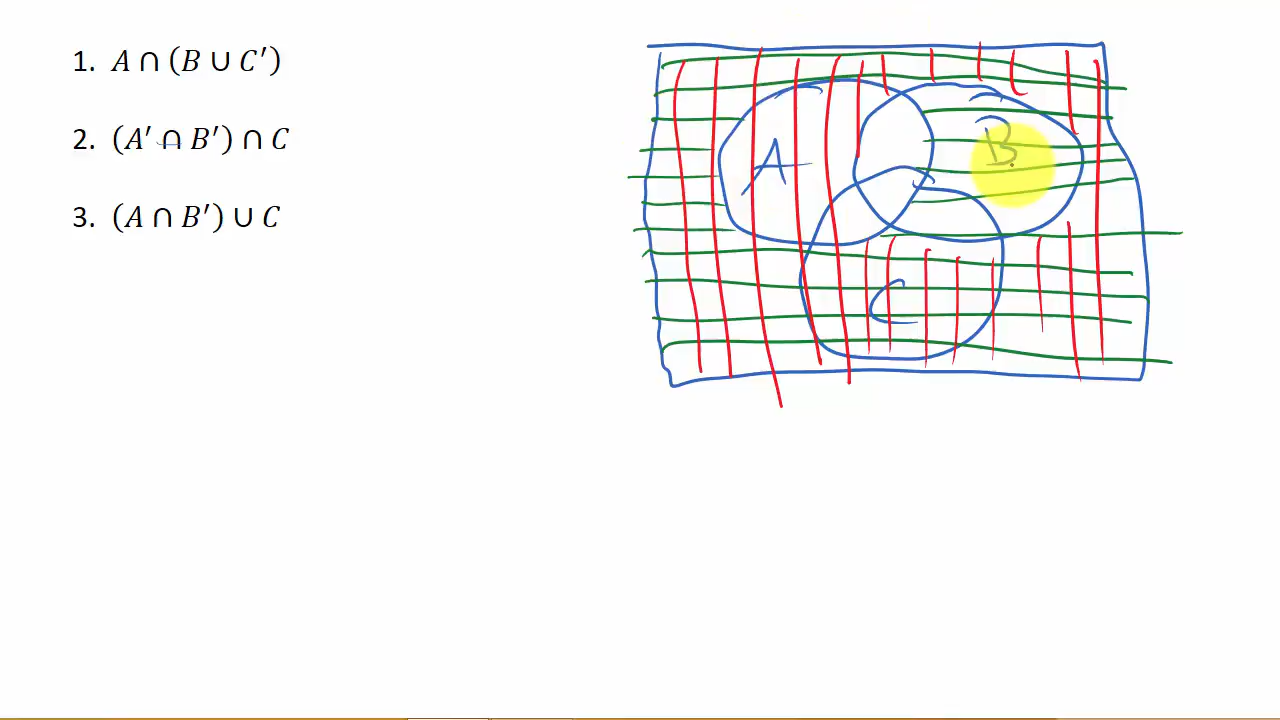 1. A ∩ (B ∪ C′)
2. (A′ ∩ B′) ∩ C
3. (A ∩ B′) ∪ C
A
B
C